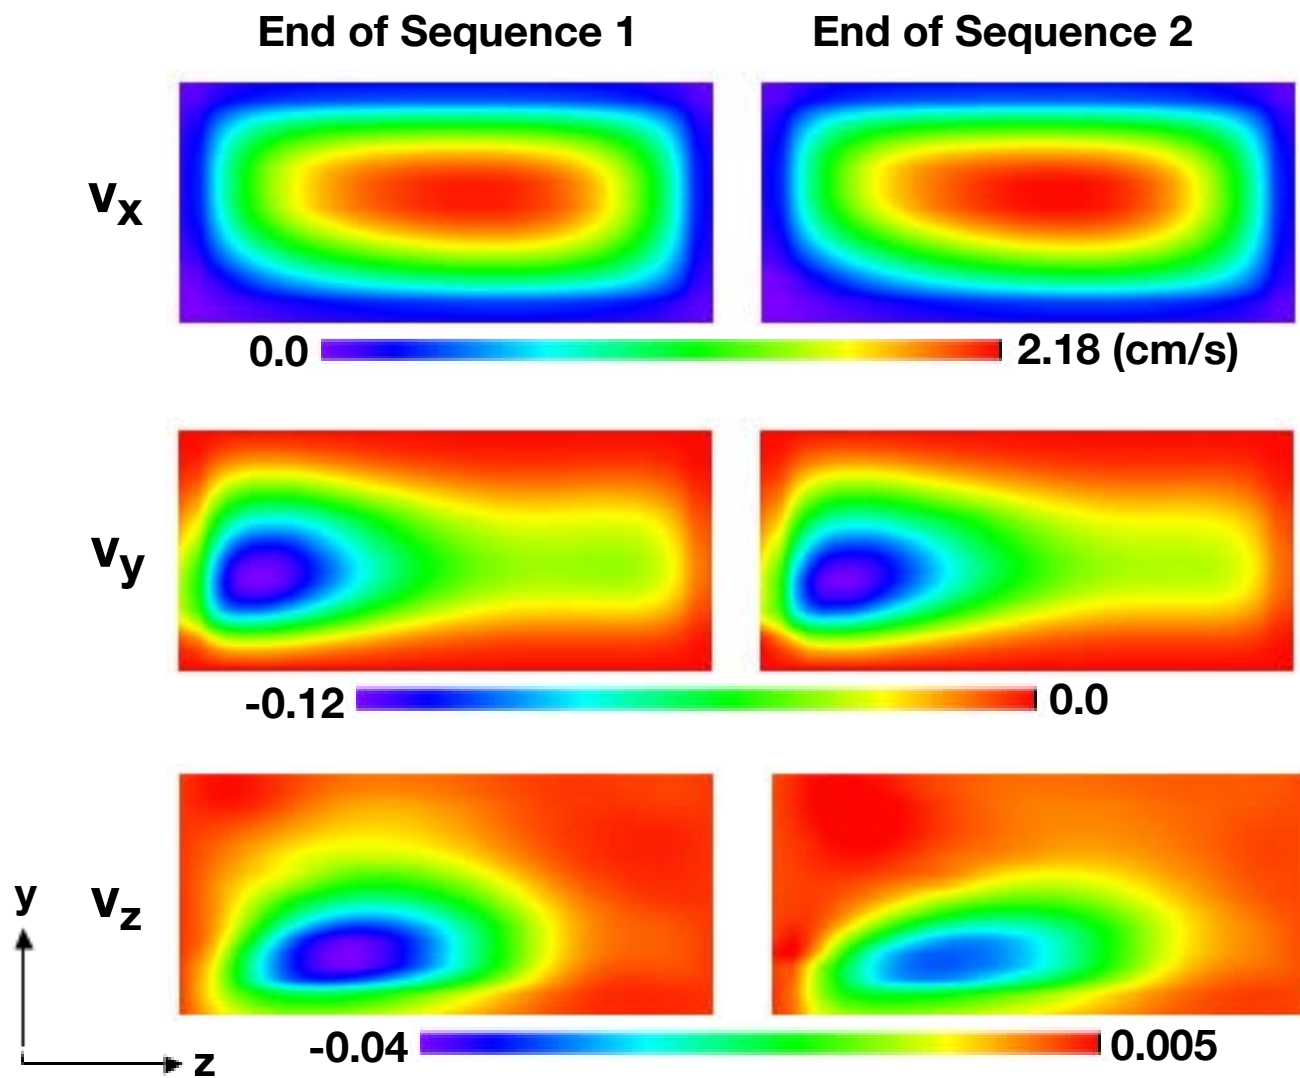 End of Sequence 1 End of Sequence 2
vx
0.0 2.18 (cm/s)
vy
-0.12 0.0
vz
y
z
-0.04 0.005